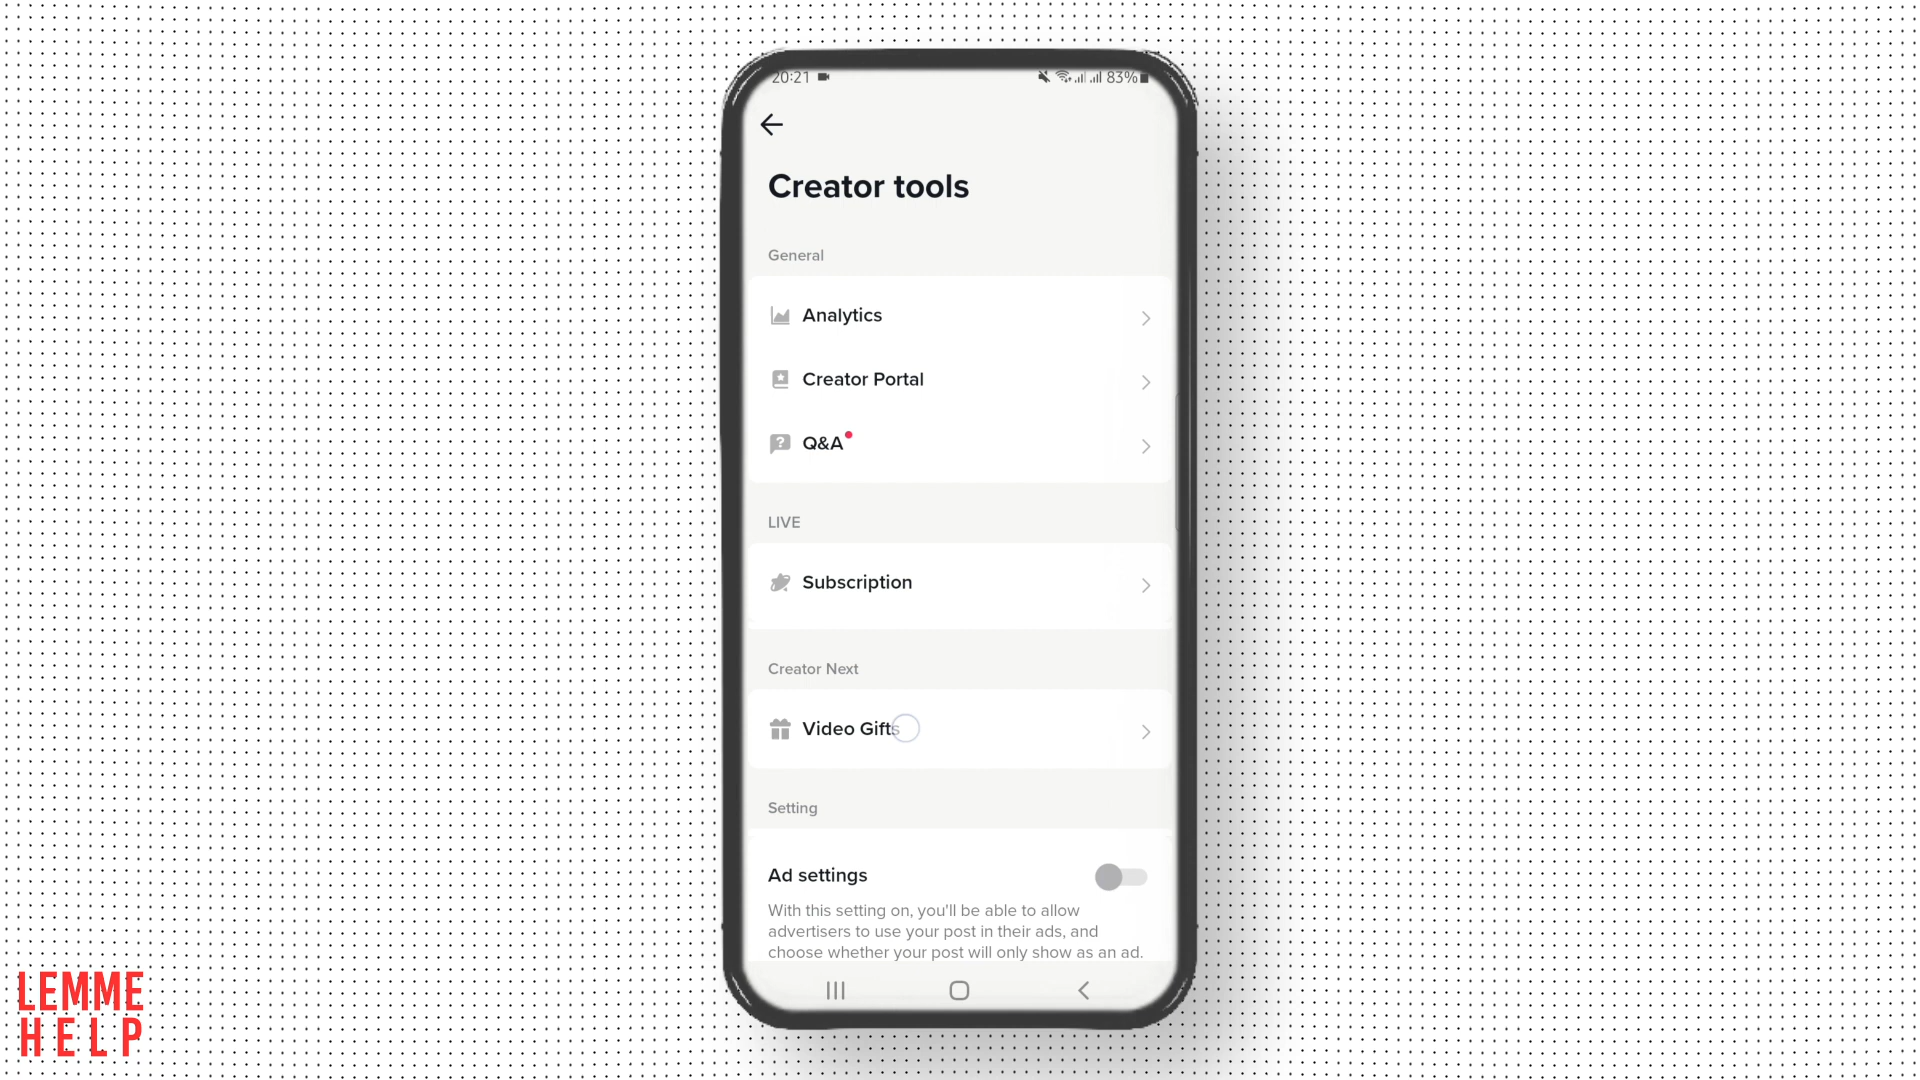 20:21
83%
Creator tools
General
Analytics
Creator Portal
Q&A
LIVE
Subscription
Creator Next
Video Gifts
Setting
Ad settings
With this setting on, you'll be able to allow
advertisers to use your post in their ads, and
choose whether your post will only show as an ad.
LEMME
HELP